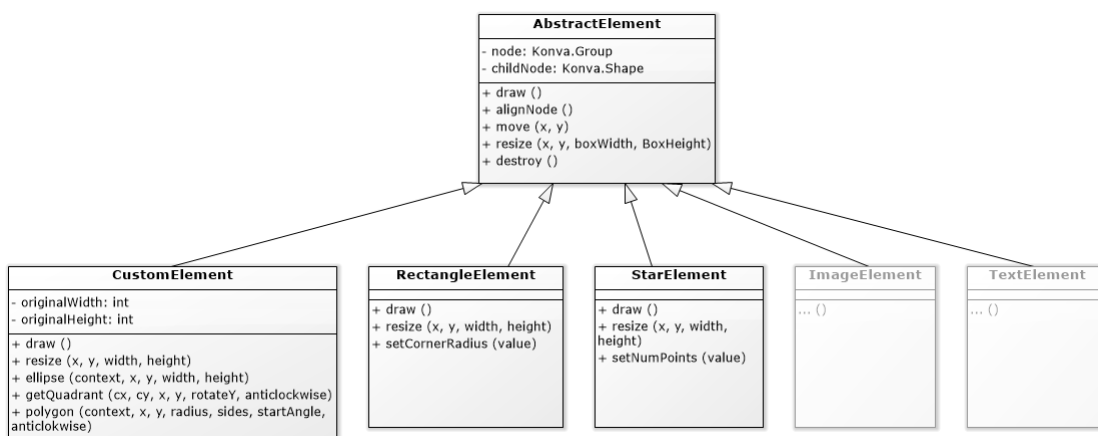 AbstractElement
- node: Konva.Group
- childNode: Konva.Shape
+ draw ()
+ alignNode ()
+ move (x, y)
+ resize (x, y, boxWidth, BoxHeight)
+ destroy ()
CustomElement
- originalWidth: int
- originalHeight: int
+ draw ()
+ resize (x, y, width, height)
+ ellipse (context, x, y, width, height)
+ getQuadrant (cx, cy, x, y, rotateY, anticlockwise)
+ polygon (context, x, y, radius, sides, startAngle,
anticlokwise)
RectangleElement
+ draw ()
+ resize (x, y, width, height)
+ setCornerRadius (value)
StarElement
+ draw ()
+ resize (x, y, width,
height)
+ setNumPoints (value)
ImageElement
... ()
TextElement
... ()